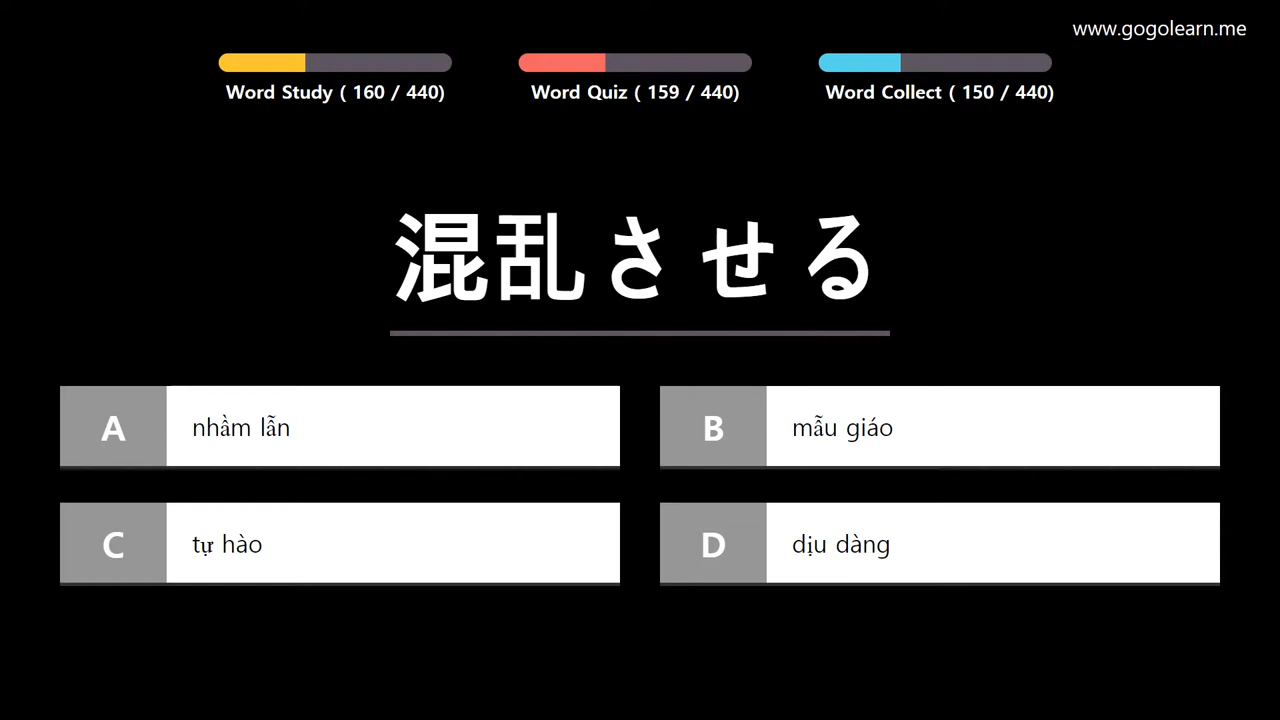 www.gogolearn.me
Word Study ( 160 / 440)
Word Quiz ( 159 / 440)
Word Collect ( 150 / 440)
混乱させる
A nhầm lẫn
B mẫu giáo
C tự hào
D dịu dàng